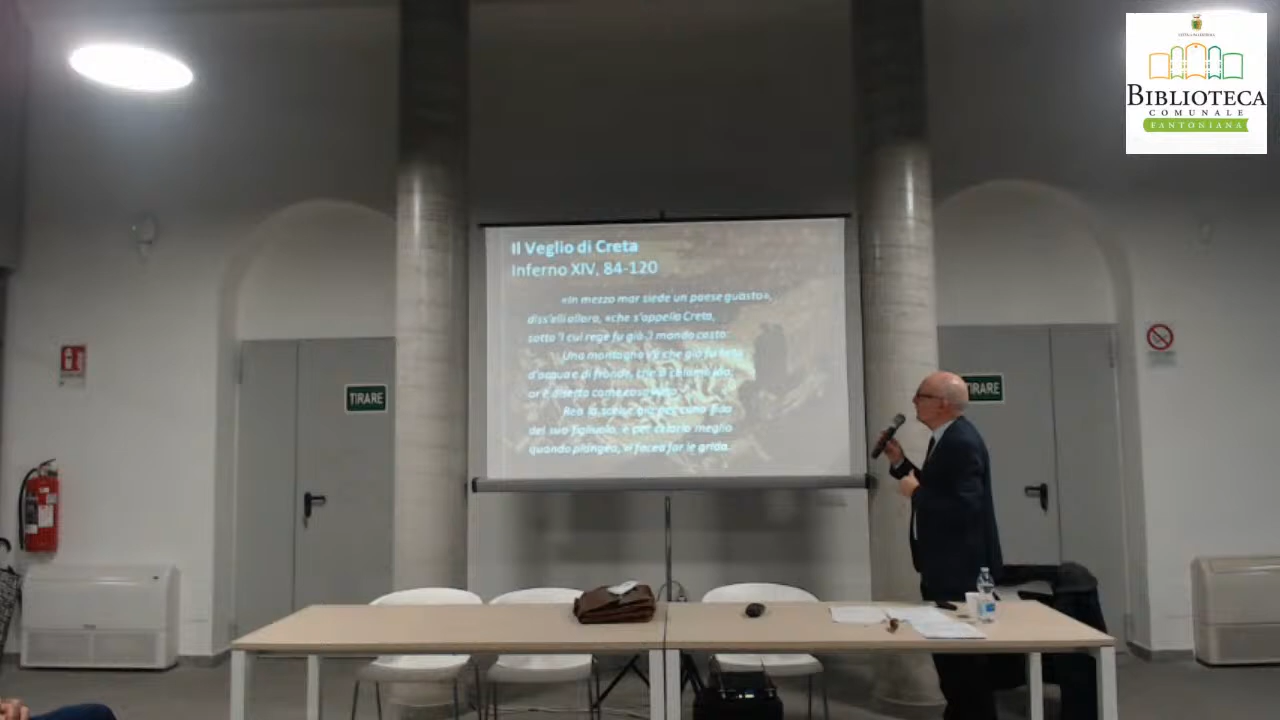 Il Veglio di Creta
Inferno XIV, 84-120
«In mezzo mar siede un paese guasto»,
diss'elli allora, «che s'appella Creta,
sotto 'l cui rege fu già 'l mondo casto.
Una montagna v'è che già fu lieta
d'acqua e di fronde, che si chiamò Ida;
or è diserta come cosa vieta.
Rea la scelse già per cuna fida
del suo figliuolo, e per celarlo meglio
quando piangea, vi facea far le grida.
TIRARE
TIRARE
BIBLIOTECA
COMUNALE
FANTONIANA